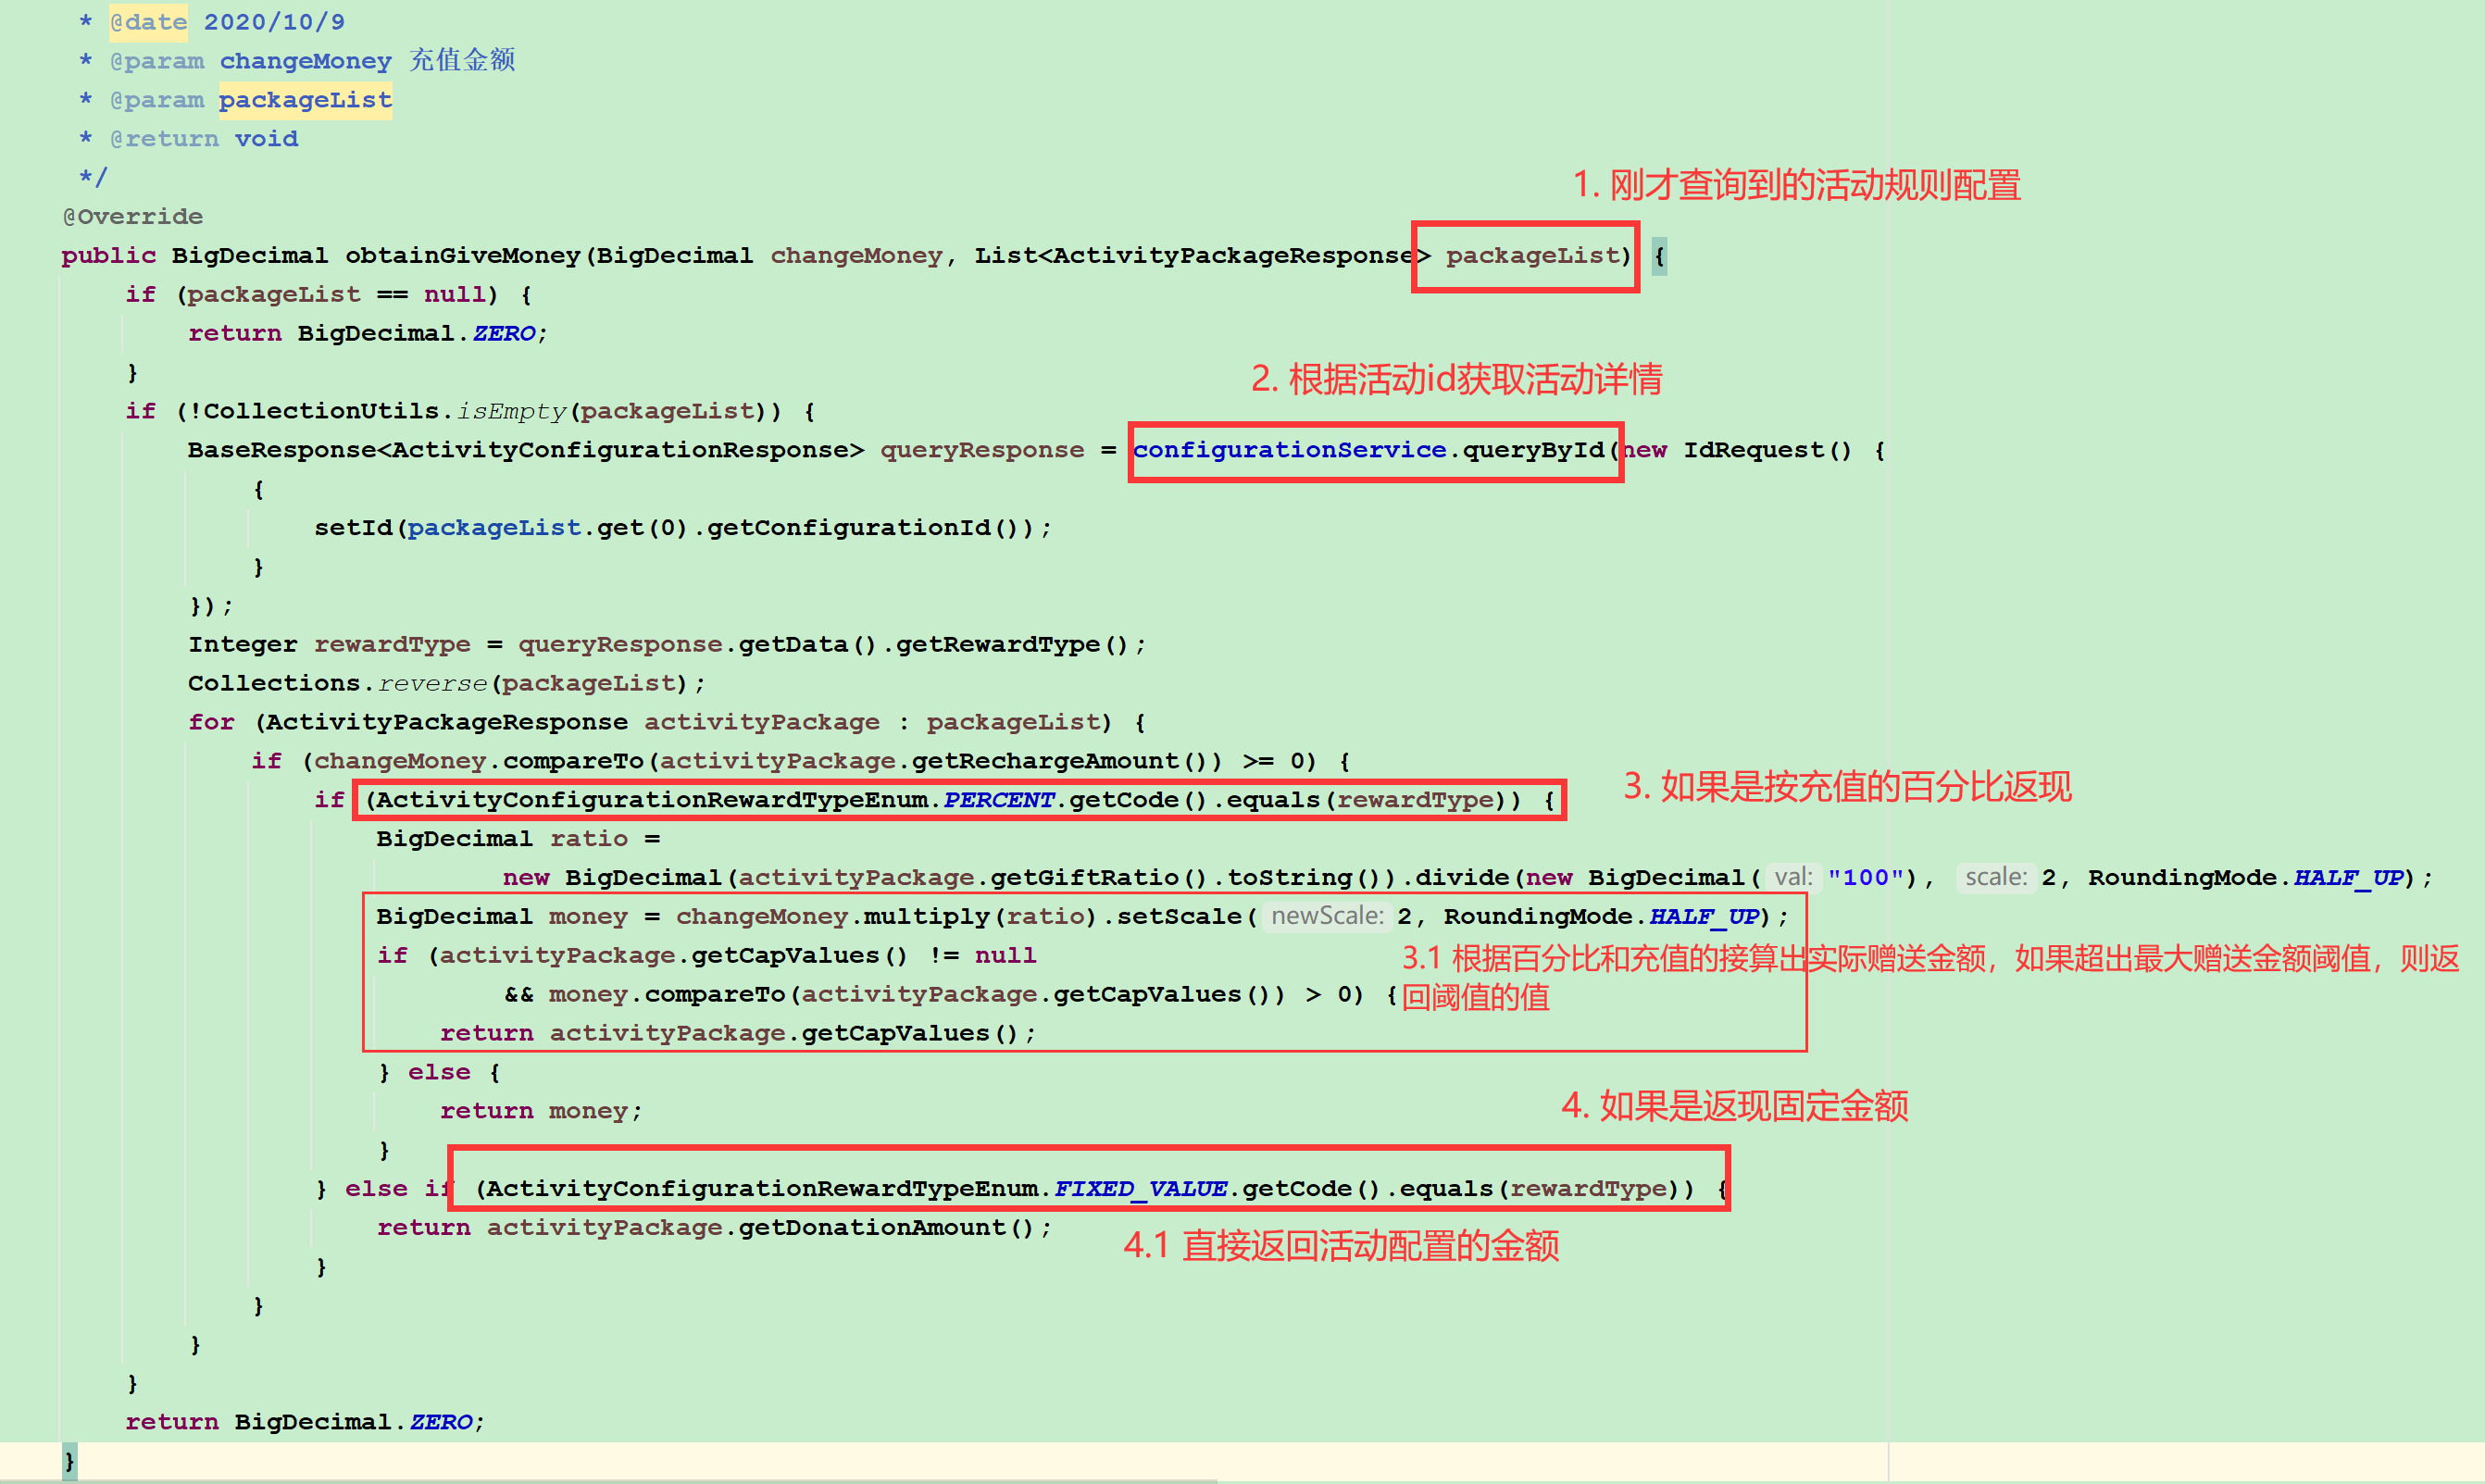 * @date 2020/10/9
* @param changeMoney 充值金额
* @param packageList
* @return void
*/
1. 刚才查询到的活动规则配置
@Override
public BigDecimal obtainGiveMoney(BigDecimal changeMoney, List<ActivityPackageResponse> packageList) {
if (packageList == null) {
return BigDecimal.ZERO;
}
2. 根据活动id获取活动详情
if (!CollectionUtils.isEmpty(packageList)) {
BaseResponse<ActivityConfigurationResponse> queryResponse = configurationService.queryById(new IdRequest() {
{
setId(packageList.get(0).getConfigurationId());
}
});
Integer rewardType = queryResponse.getData().getRewardType();
Collections.reverse(packageList);
for (ActivityPackageResponse activityPackage : packageList) {
if (changeMoney.compareTo(activityPackage.getRechargeAmount()) >= 0) {
3. 如果是按充值的百分比返现
if (ActivityConfigurationRewardTypeEnum.PERCENT.getCode().equals(rewardType)) {
BigDecimal ratio =
new BigDecimal(activityPackage.getGiftRatio().toString()).divide(new BigDecimal( val: "100"), scale: 2, RoundingMode.HALF_UP);
BigDecimal money = changeMoney.multiply(ratio).setScale( newScale: 2, RoundingMode.HALF_UP);
if (activityPackage.getCapValues() != null
3.1 根据百分比和充值的接算出实际赠送金额，如果超出最大赠送金额阈值，则返
&& money.compareTo(activityPackage.getCapValues()) > 0) {
回阈值的值
return activityPackage.getCapValues();
} else {
return money;
4. 如果是返现固定金额
}
} else if (ActivityConfigurationRewardTypeEnum.FIXED_VALUE.getCode().equals(rewardType)) {
return activityPackage.getDonationAmount();
4.1 直接返回活动配置的金额
}
}
}
}
return BigDecimal.ZERO;
}